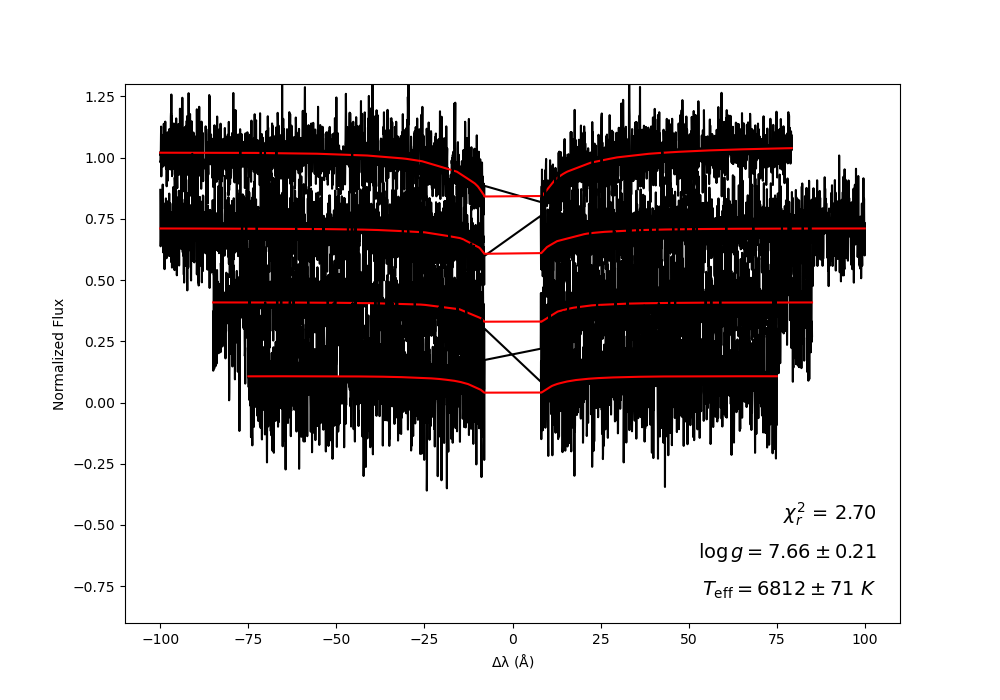 1.25
1.00
0.75
0.50
0.25
0.00
−0.25
−0.50
−0.75
Normalized Flux
χ²ᵣ = 2.70
log g = 7.66 ± 0.21
T_eff = 6812 ± 71 K
−100 −75 −50 −25 0 25 50 75 100
Δλ (Å)